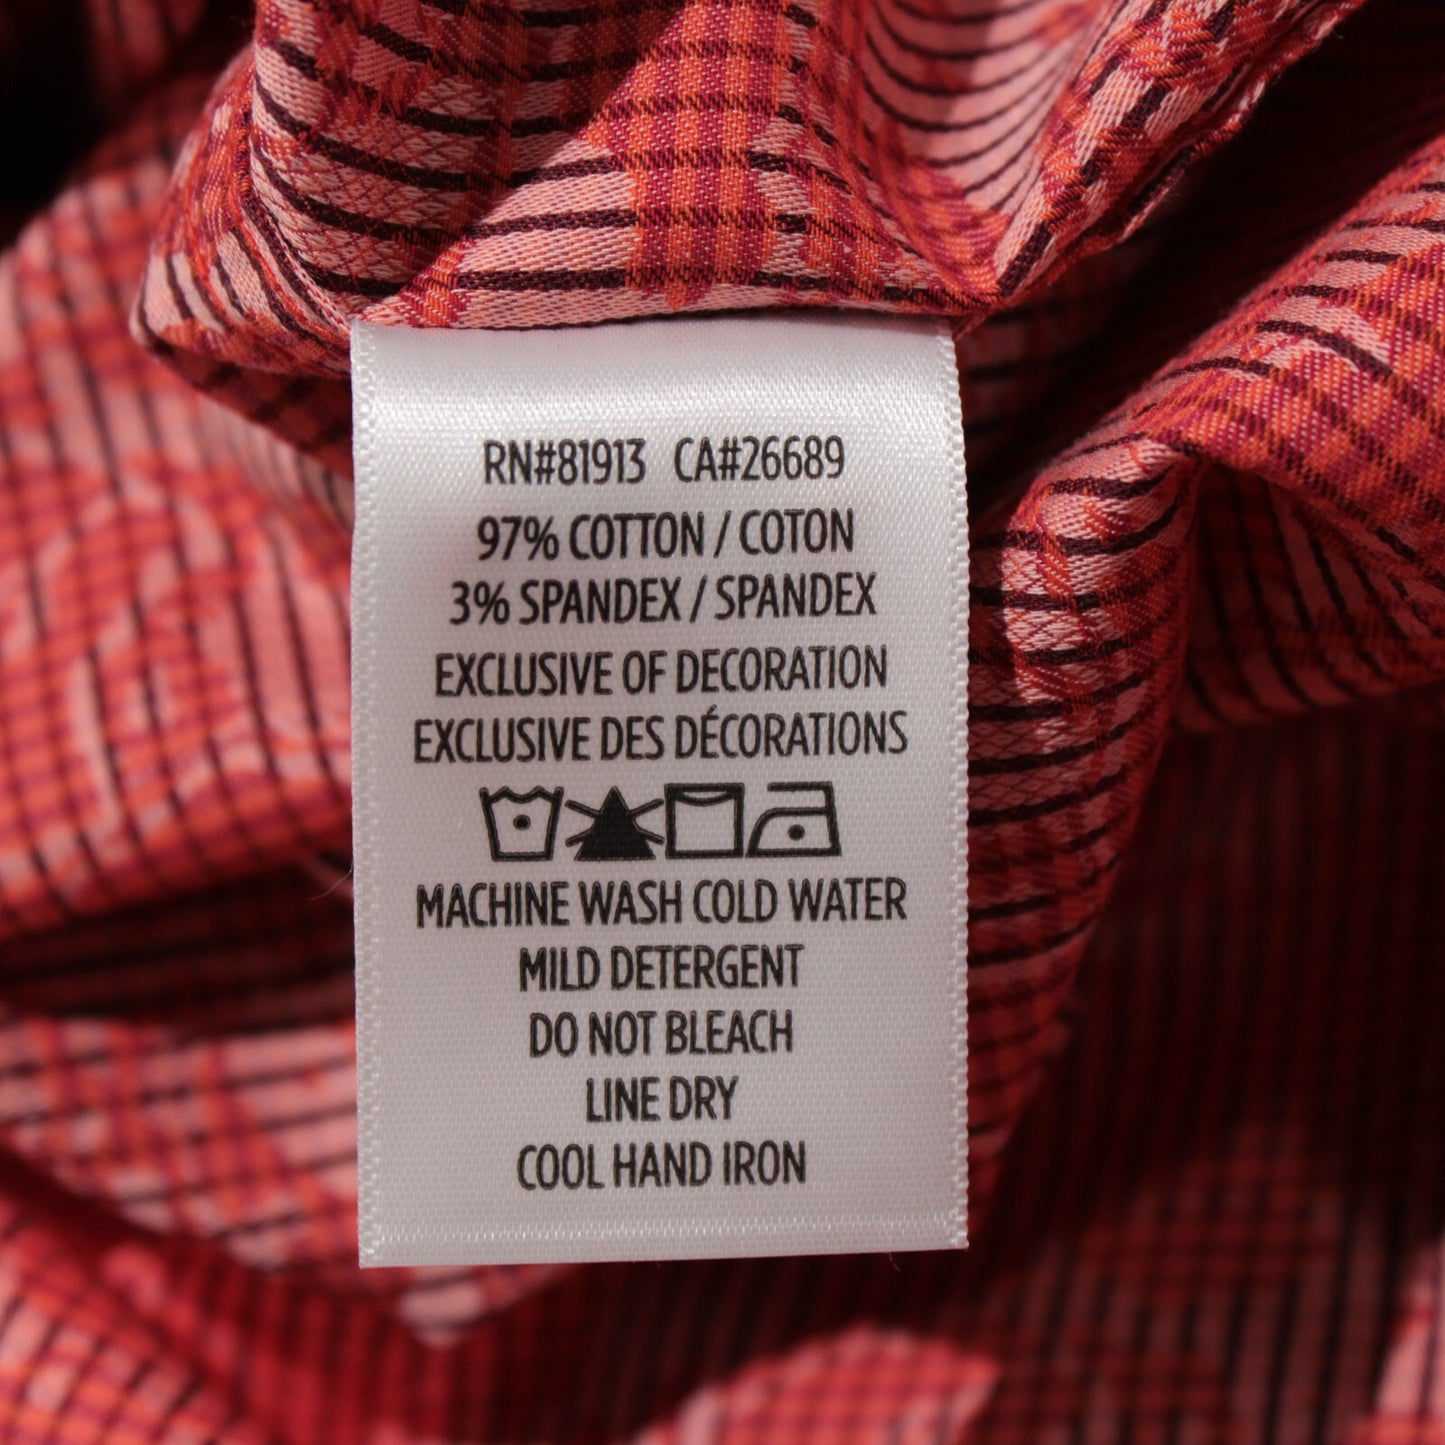 RN#81913 CA#26689
97% COTTON / COTON
3% SPANDEX / SPANDEX
EXCLUSIVE OF DECORATION
EXCLUSIVE DES DÉCORATIONS
MACHINE WASH COLD WATER
MILD DETERGENT
DO NOT BLEACH
LINE DRY
COOL HAND IRON